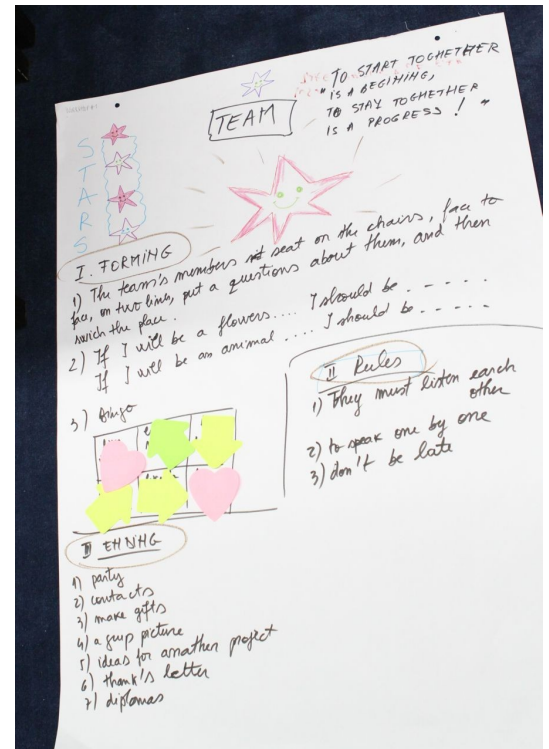 TEAM
" TO START TOGHETHER
IS A BEGINING,
TO STAY TOGHETHER
IS A PROGRESS ! "
STARS
I. FORMING
1) The team's members seat on the chairs, face to
face, on two lines, put a questions about them, and then
swich the place.
2) If I will be a flowers.... I should be . - - - -
If I will be an animal .... I should be - - - - -
3) Bingo
II Rules
1) They must listen earch
other
2) to speak one by one
3) don't be late
III ENDING
1) party
2) contacts
3) make gifts
4) a grup picture
5) ideas for annather project
6) thank's letter
7) diplomas